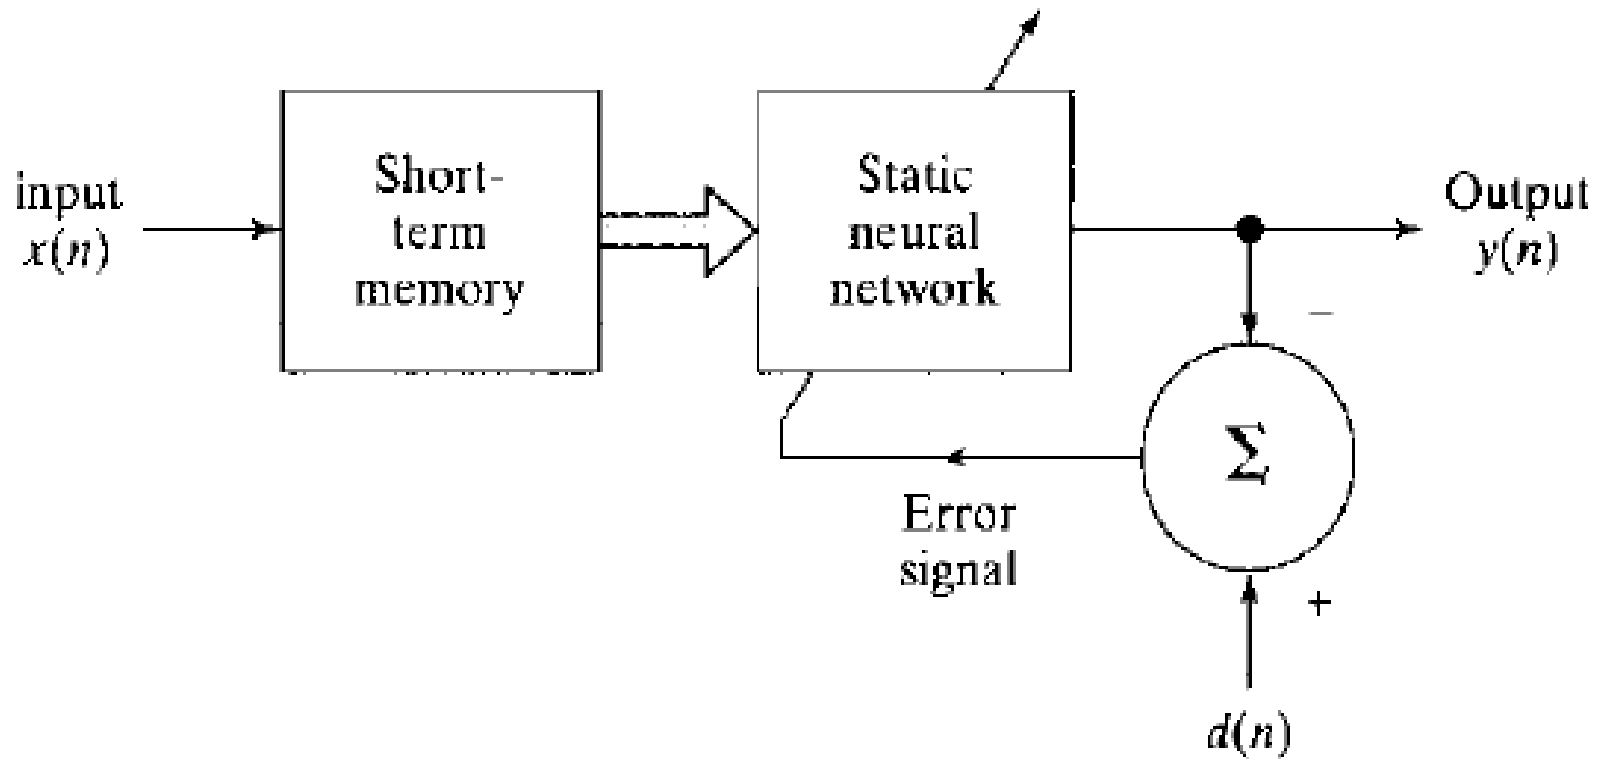 input
x(n)
Short-
term
memory
Static
neural
network
Output
y(n)
−
Σ
Error
signal
+
d(n)